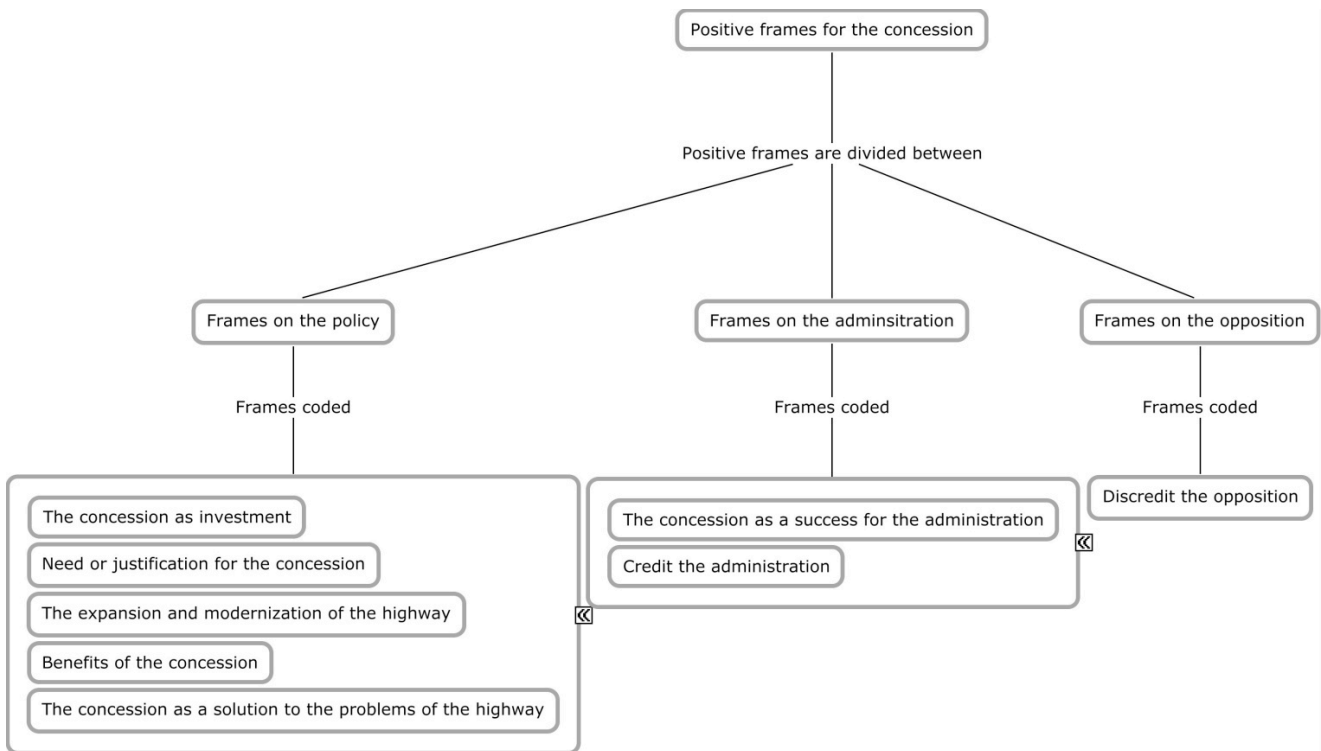 Positive frames for the concession
Positive frames are divided between
Frames on the policy
Frames on the adminsitration
Frames on the opposition
Frames coded
Frames coded
Frames coded
The concession as investment
Need or justification for the concession
The expansion and modernization of the highway
Benefits of the concession
The concession as a solution to the problems of the highway
The concession as a success for the administration
Credit the administration
Discredit the opposition